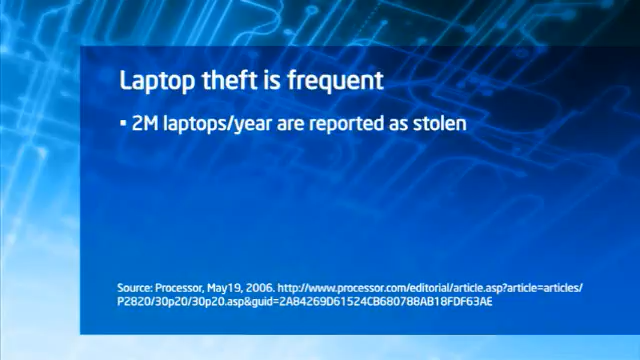 Laptop theft is frequent
▪ 2M laptops/year are reported as stolen
Source: Processor, May19, 2006. http://www.processor.com/editorial/article.asp?article=articles/
P2820/30p20/30p20.asp&guid=2A84269D61524CB680788AB18FDF63AE